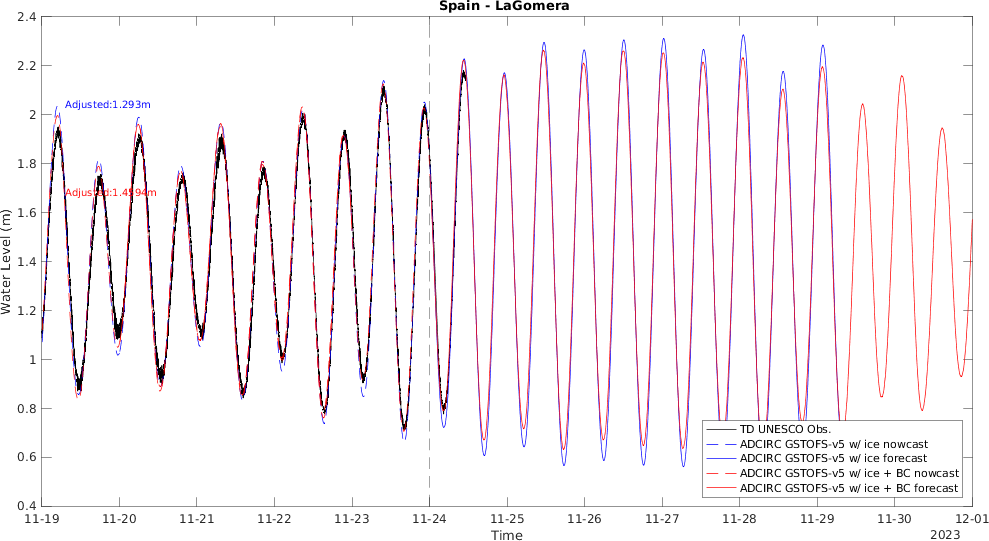 Spain - LaGomera
2.4
2.2
2
1.8
1.6
1.4
1.2
1
0.8
0.6
0.4
Water Level (m)
Adjusted:1.293m
Adjusted:1.4594m
TD UNESCO Obs.
ADCIRC GSTOFS-v5 w/ ice nowcast
ADCIRC GSTOFS-v5 w/ ice forecast
ADCIRC GSTOFS-v5 w/ ice + BC nowcast
ADCIRC GSTOFS-v5 w/ ice + BC forecast
11-19 11-20 11-21 11-22 11-23 11-24 11-25 11-26 11-27 11-28 11-29 11-30 12-01
Time
2023